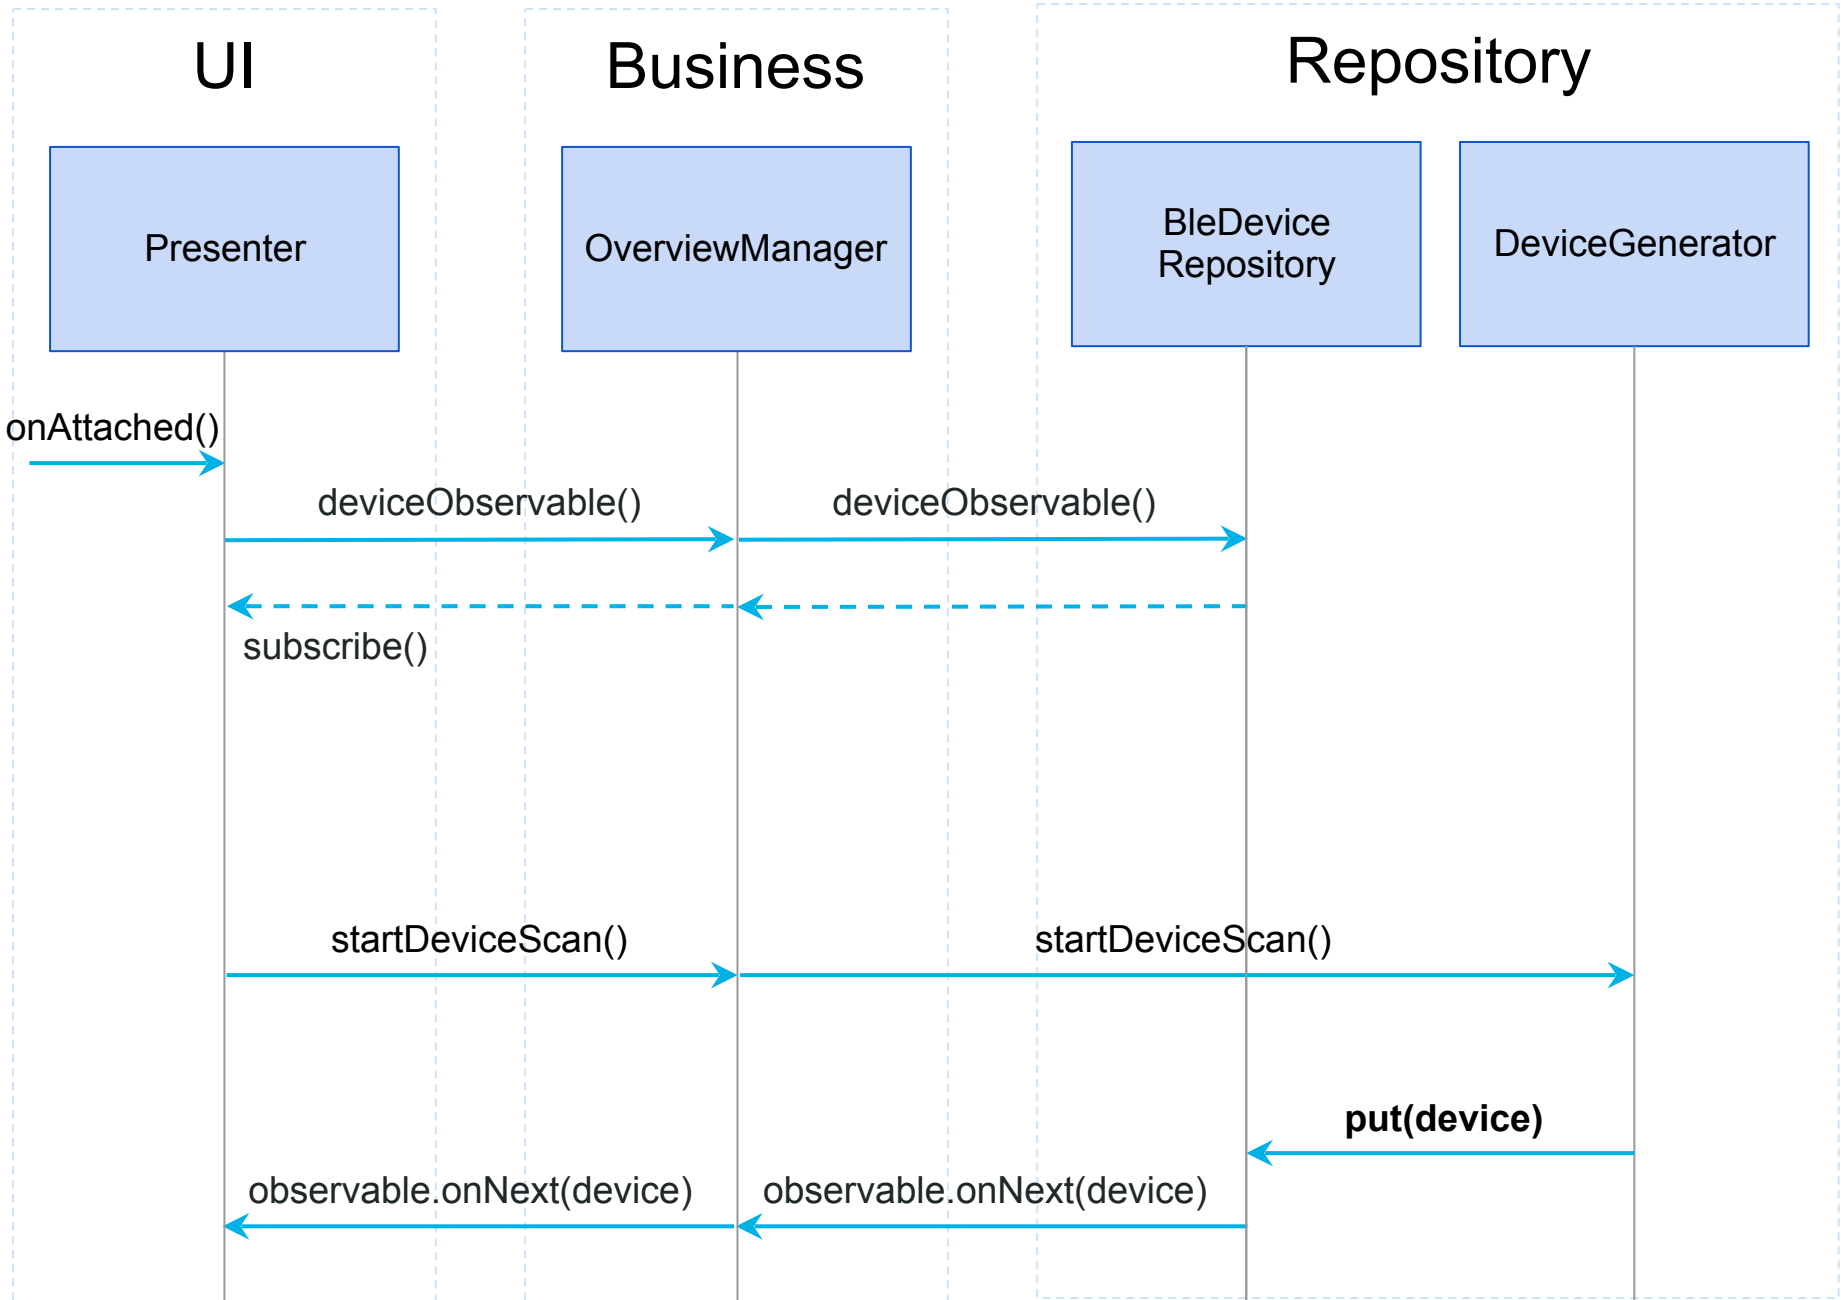 UI
Business
Repository
Presenter
OverviewManager
BleDevice
Repository
DeviceGenerator
onAttached()
deviceObservable()
deviceObservable()
subscribe()
startDeviceScan()
startDeviceScan()
put(device)
observable.onNext(device)
observable.onNext(device)